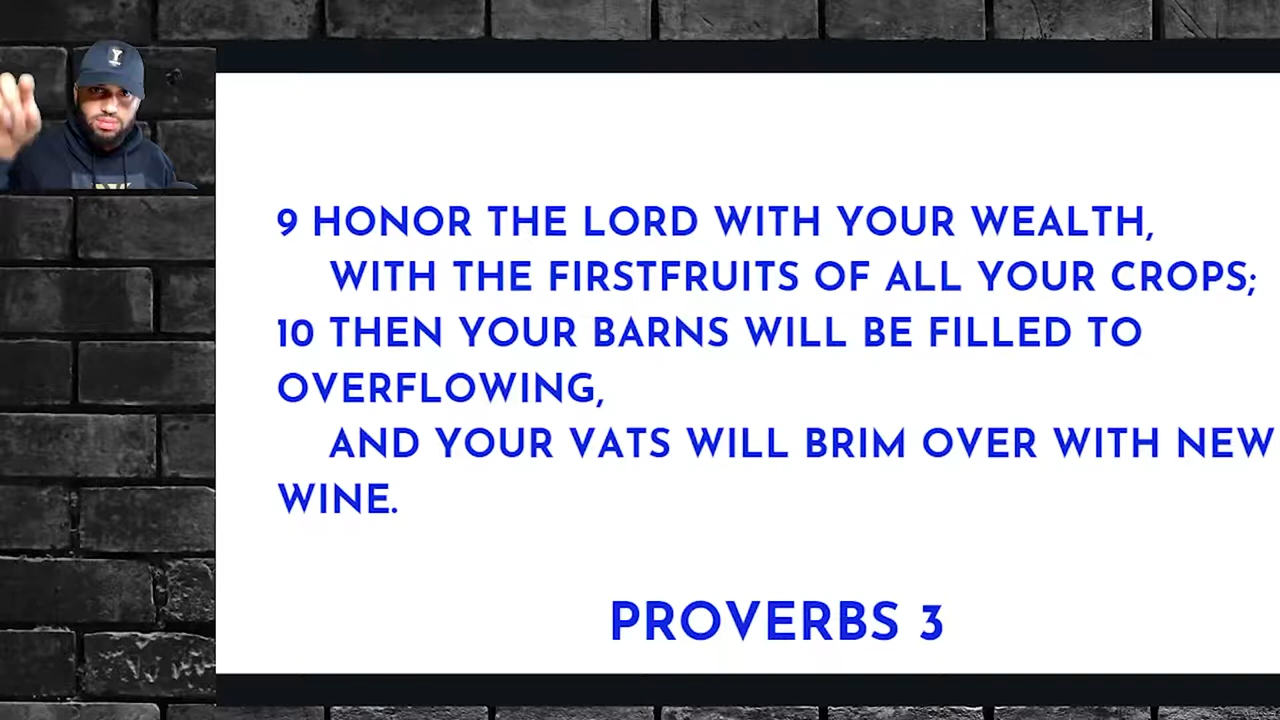 9 HONOR THE LORD WITH YOUR WEALTH,
WITH THE FIRSTFRUITS OF ALL YOUR CROPS;
10 THEN YOUR BARNS WILL BE FILLED TO
OVERFLOWING,
AND YOUR VATS WILL BRIM OVER WITH NEW
WINE.
PROVERBS 3